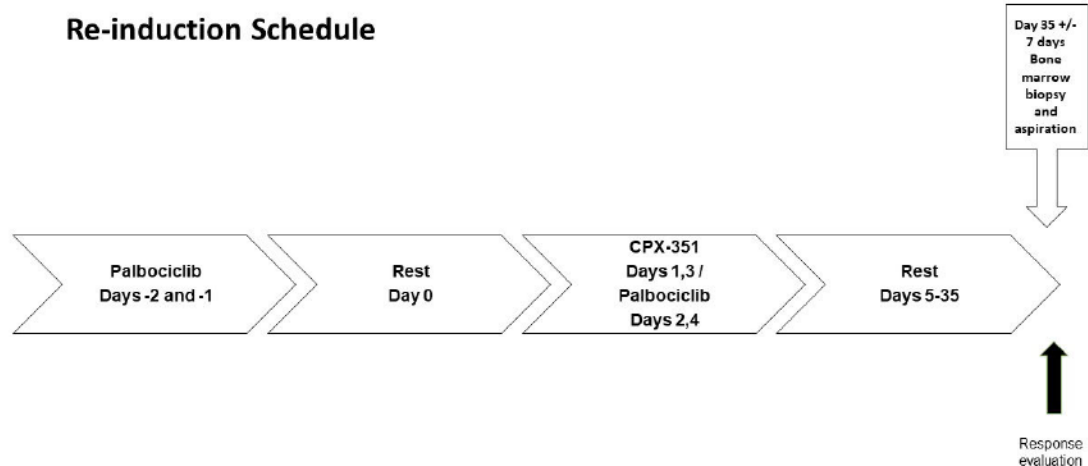 Re-induction Schedule
Day 35 +/-
7 days
Bone
marrow
biopsy
and
aspiration
Palbociclib
Days -2 and -1
Rest
Day 0
CPX-351
Days 1,3 /
Palbociclib
Days 2,4
Rest
Days 5-35
Response
evaluation